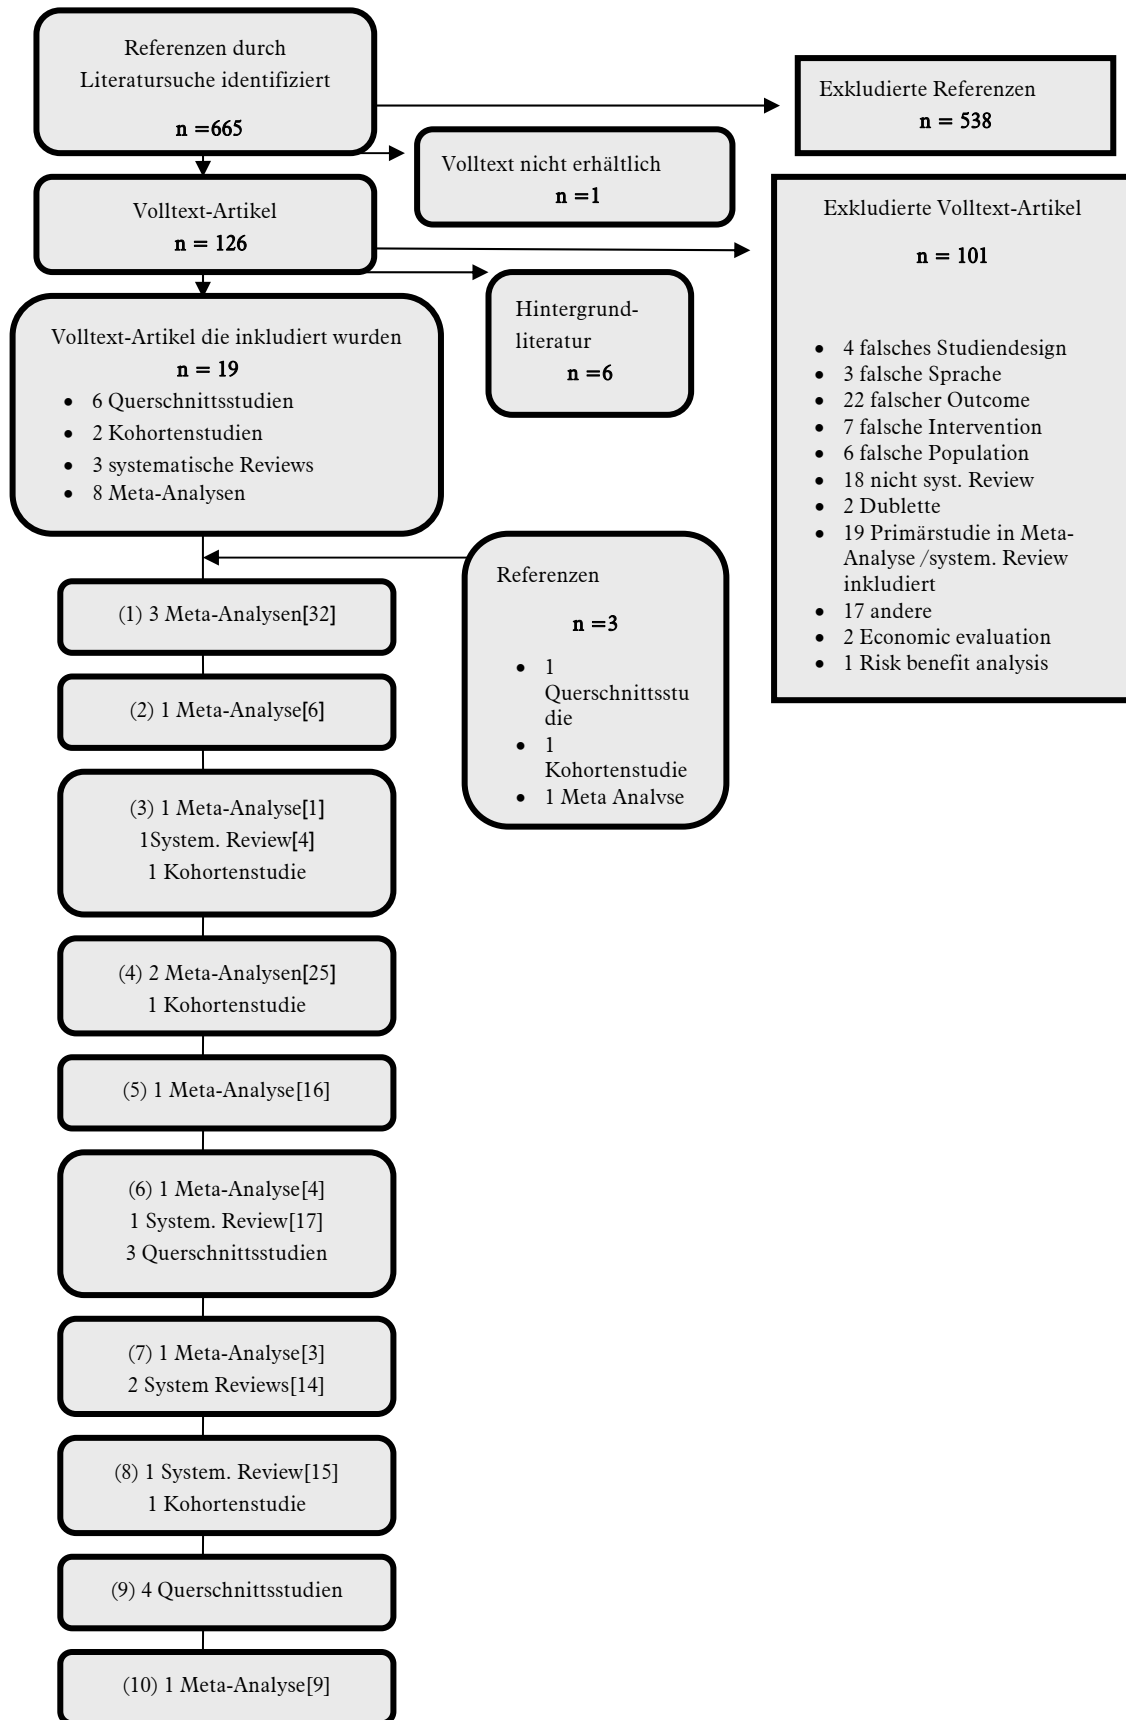 Referenzen durch
Literatursuche identifiziert
n =665
Exkludierte Referenzen
n = 538
Volltext nicht erhältlich
n =1
Volltext-Artikel
n = 126
Exkludierte Volltext-Artikel
n = 101
• 4 falsches Studiendesign
• 3 falsche Sprache
• 22 falscher Outcome
• 7 falsche Intervention
• 6 falsche Population
• 18 nicht syst. Review
• 2 Dublette
• 19 Primärstudie in Meta-
Analyse /system. Review
inkludiert
• 17 andere
• 2 Economic evaluation
• 1 Risk benefit analysis
Hintergrund-
literatur
n =6
Volltext-Artikel die inkludiert wurden
n = 19
• 6 Querschnittsstudien
• 2 Kohortenstudien
• 3 systematische Reviews
• 8 Meta-Analysen
Referenzen
n =3
• 1
Querschnittsstu
die
• 1
Kohortenstudie
• 1 Meta Analyse
(1) 3 Meta-Analysen[32]
(2) 1 Meta-Analyse[6]
(3) 1 Meta-Analyse[1]
1System. Review[4]
1 Kohortenstudie
(4) 2 Meta-Analysen[25]
1 Kohortenstudie
(5) 1 Meta-Analyse[16]
(6) 1 Meta-Analyse[4]
1 System. Review[17]
3 Querschnittsstudien
(7) 1 Meta-Analyse[3]
2 System Reviews[14]
(8) 1 System. Review[15]
1 Kohortenstudie
(9) 4 Querschnittsstudien
(10) 1 Meta-Analyse[9]